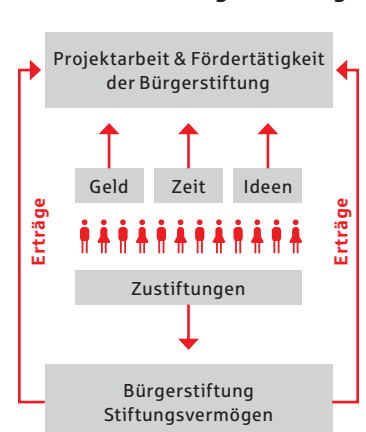 Projektarbeit & Fördertätigkeit
der Bürgerstiftung
Geld Zeit Ideen
Erträge
Erträge
Zustiftungen
Bürgerstiftung
Stiftungsvermögen